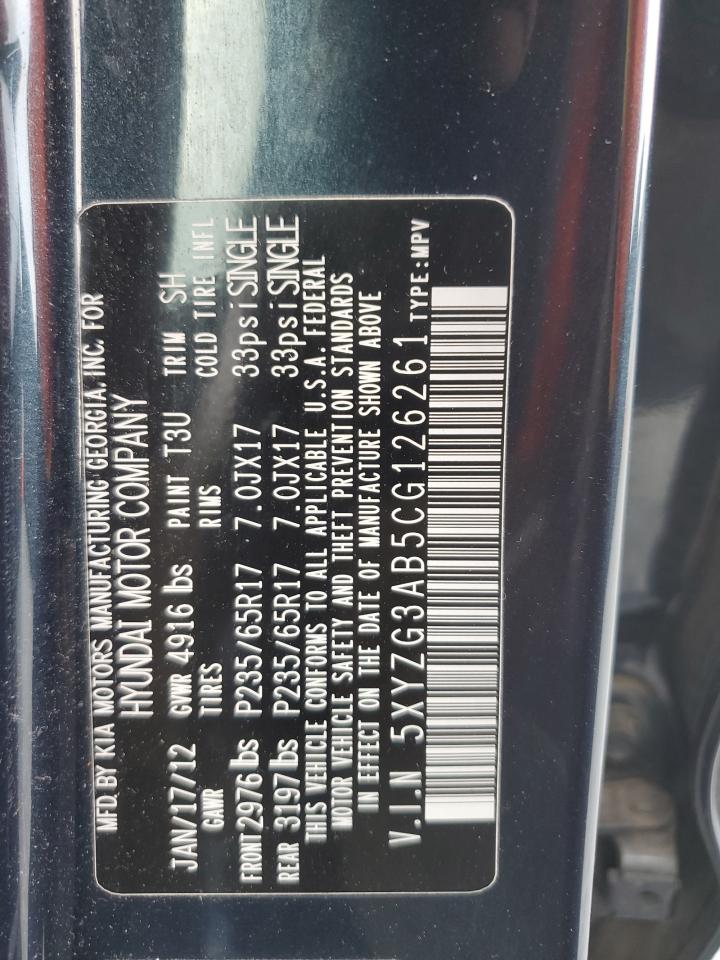 MFD. BY KIA MOTORS MANUFACTURING GEORGIA, INC. FOR
HYUNDAI MOTOR COMPANY
JAN/17/12 GVWR 4916 lbs PAINT T3U TRIM SH
GAWR TIRES RIMS COLD TIRE INFL
FRONT 2976 lbs P235/65R17 7.0JX17 33psi SINGLE
REAR 3197 lbs P235/65R17 7.0JX17 33psi SINGLE
THIS VEHICLE CONFORMS TO ALL APPLICABLE U.S.A. FEDERAL
MOTOR VEHICLE SAFETY AND THEFT PREVENTION STANDARDS
IN EFFECT ON THE DATE OF MANUFACTURE SHOWN ABOVE
V.I.N 5XYZG3AB5CG126261 TYPE:MPV